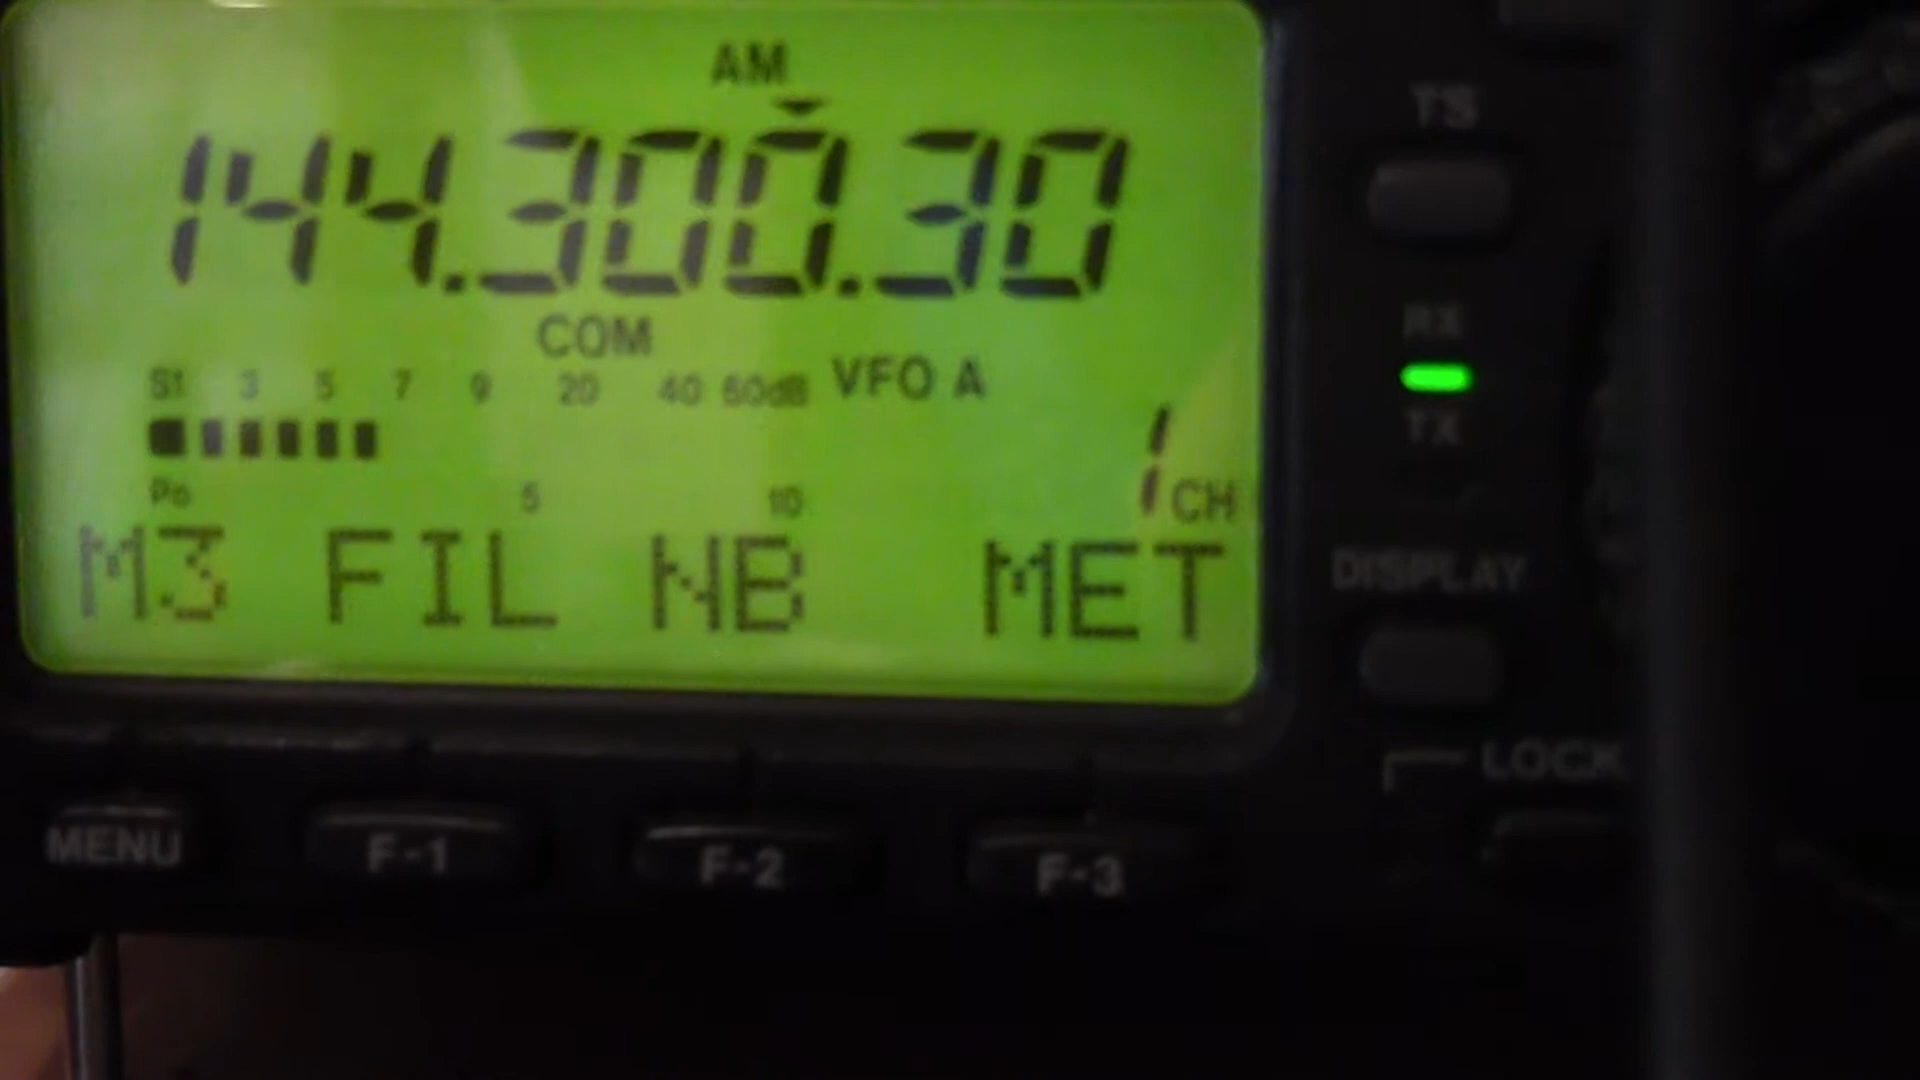 AM
144.300.30
COM
S1 3 5 7 9 20 40 60dB VFO A
1CH
Po 5 10
M3 FIL NB MET
TS
RX
TX
DISPLAY
LOCK
MENU F-1 F-2 F-3